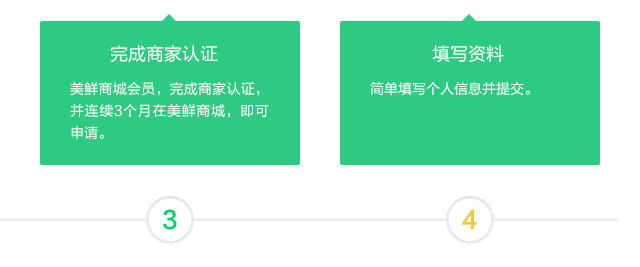 完成商家认证
美鲜商城会员，完成商家认证，
并连续3个月在美鲜商城，即可
申请。
填写资料
简单填写个人信息并提交。
3
4